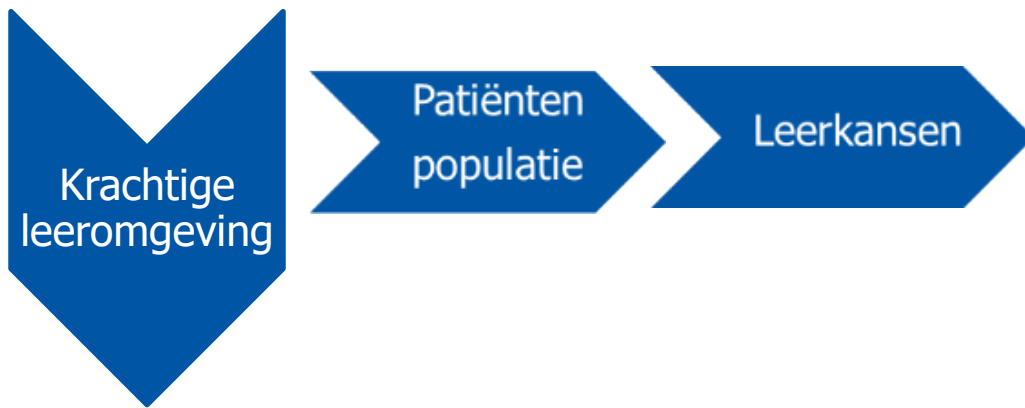 Krachtige
leeromgeving
Patiënten
populatie
Leerkansen